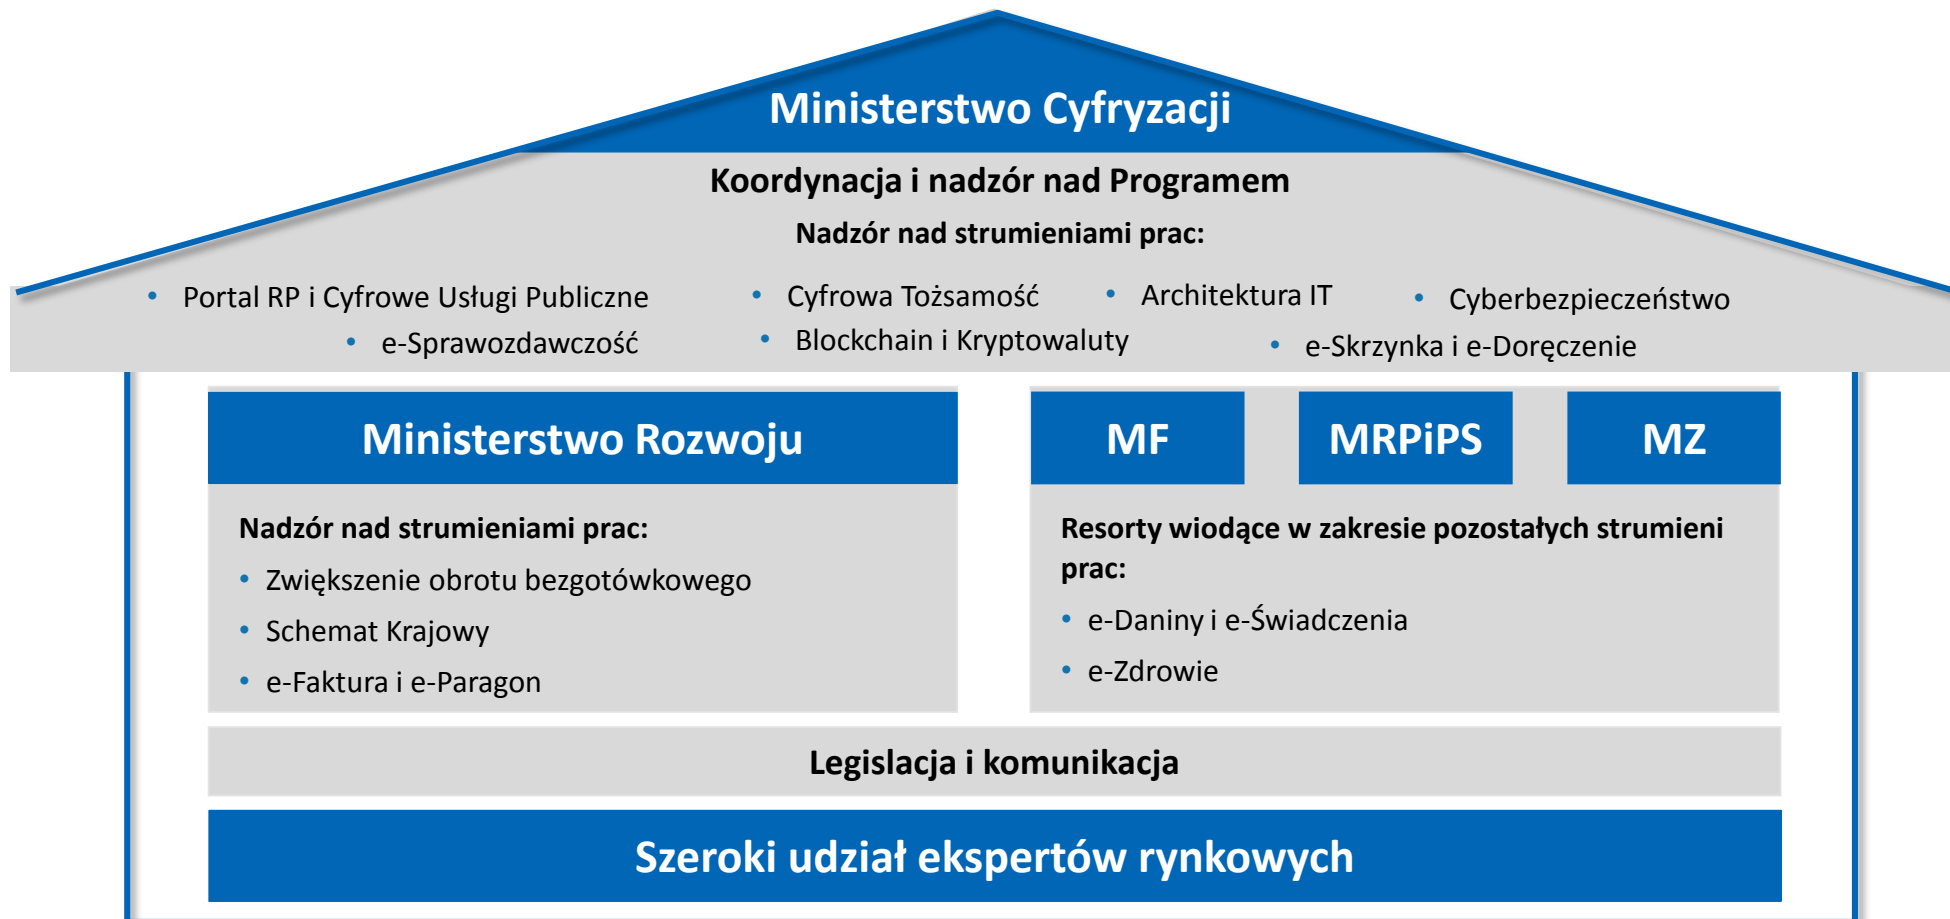 Ministerstwo Cyfryzacji
Koordynacja i nadzór nad Programem
Nadzór nad strumieniami prac:
• Portal RP i Cyfrowe Usługi Publiczne
• Cyfrowa Tożsamość
• Architektura IT
• Cyberbezpieczeństwo
• e-Sprawozdawczość
• Blockchain i Kryptowaluty
• e-Skrzynka i e-Doręczenie
Ministerstwo Rozwoju
Nadzór nad strumieniami prac:
• Zwiększenie obrotu bezgotówkowego
• Schemat Krajowy
• e-Faktura i e-Paragon
MF
MRPiPS
MZ
Resorty wiodące w zakresie pozostałych strumieni
prac:
• e-Daniny i e-Świadczenia
• e-Zdrowie
Legislacja i komunikacja
Szeroki udział ekspertów rynkowych